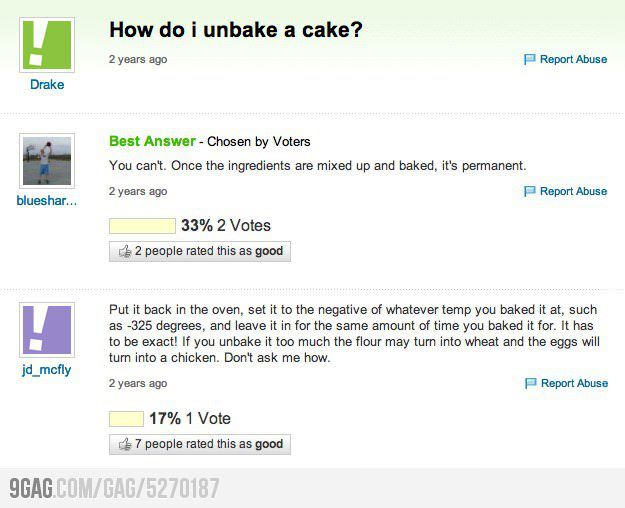 How do i unbake a cake?
2 years ago
Report Abuse
Drake
Best Answer - Chosen by Voters
You can't. Once the ingredients are mixed up and baked, it's permanent.
2 years ago
Report Abuse
blueshar...
33% 2 Votes
2 people rated this as good
Put it back in the oven, set it to the negative of whatever temp you baked it at, such
as -325 degrees, and leave it in for the same amount of time you baked it for. It has
to be exact! If you unbake it too much the flour may turn into wheat and the eggs will
turn into a chicken. Don't ask me how.
jd_mcfly
2 years ago
Report Abuse
17% 1 Vote
7 people rated this as good
9GAG.COM/GAG/5270187